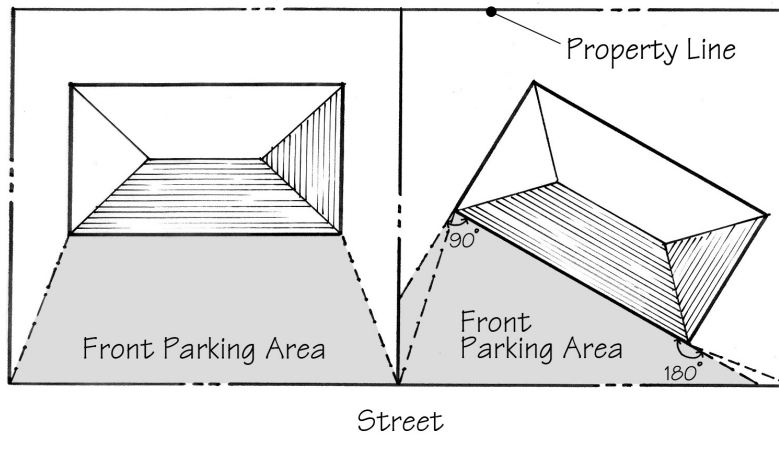 Property Line
90°
Front
Parking Area
Front Parking Area
180°
Street